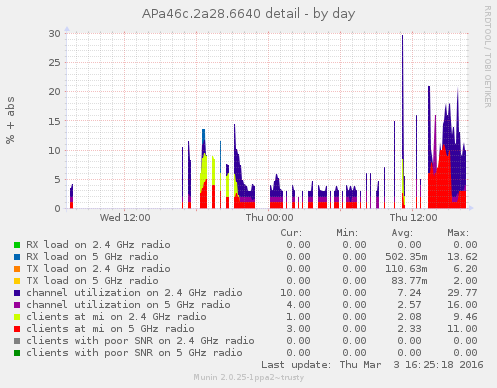 APa46c.2a28.6640 detail - by day
RRDTOOL / TOBI OETIKER
% + abs
30
25
20
15
10
5
0
Wed 12:00 Thu 00:00 Thu 12:00
Cur: Min: Avg: Max:
RX load on 2.4 GHz radio 0.00 0.00 0.00 0.00
RX load on 5 GHz radio 0.00 0.00 502.35m 13.62
TX load on 2.4 GHz radio 0.00 0.00 110.63m 6.20
TX load on 5 GHz radio 0.00 0.00 83.77m 2.00
channel utilization on 2.4 GHz radio 10.00 0.00 7.24 29.77
channel utilization on 5 GHz radio 4.00 0.00 2.57 16.00
clients at mi on 2.4 GHz radio 1.00 0.00 2.08 9.46
clients at mi on 5 GHz radio 3.00 0.00 2.33 11.00
clients with poor SNR on 2.4 GHz radio 0.00 0.00 0.00 0.00
clients with poor SNR on 5 GHz radio 0.00 0.00 0.00 0.00
Last update: Thu Mar 3 16:25:18 2016
Munin 2.0.25-1ppa2~trusty